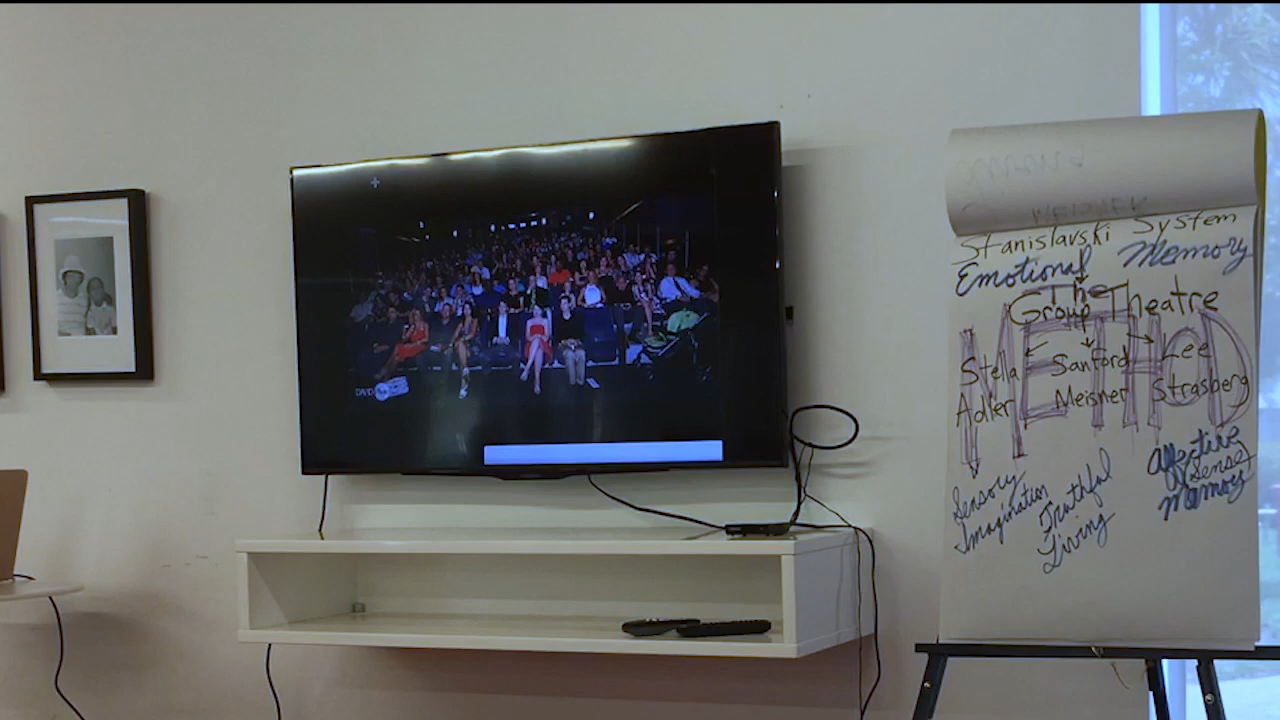 Stanislavski System
Emotional Memory
The
Group Theatre
METHOD
Stella Sanford Lee
Adler Meisner Strasberg
Sensory
Imagination
Truthful
Living
Affective
Sense
Memory